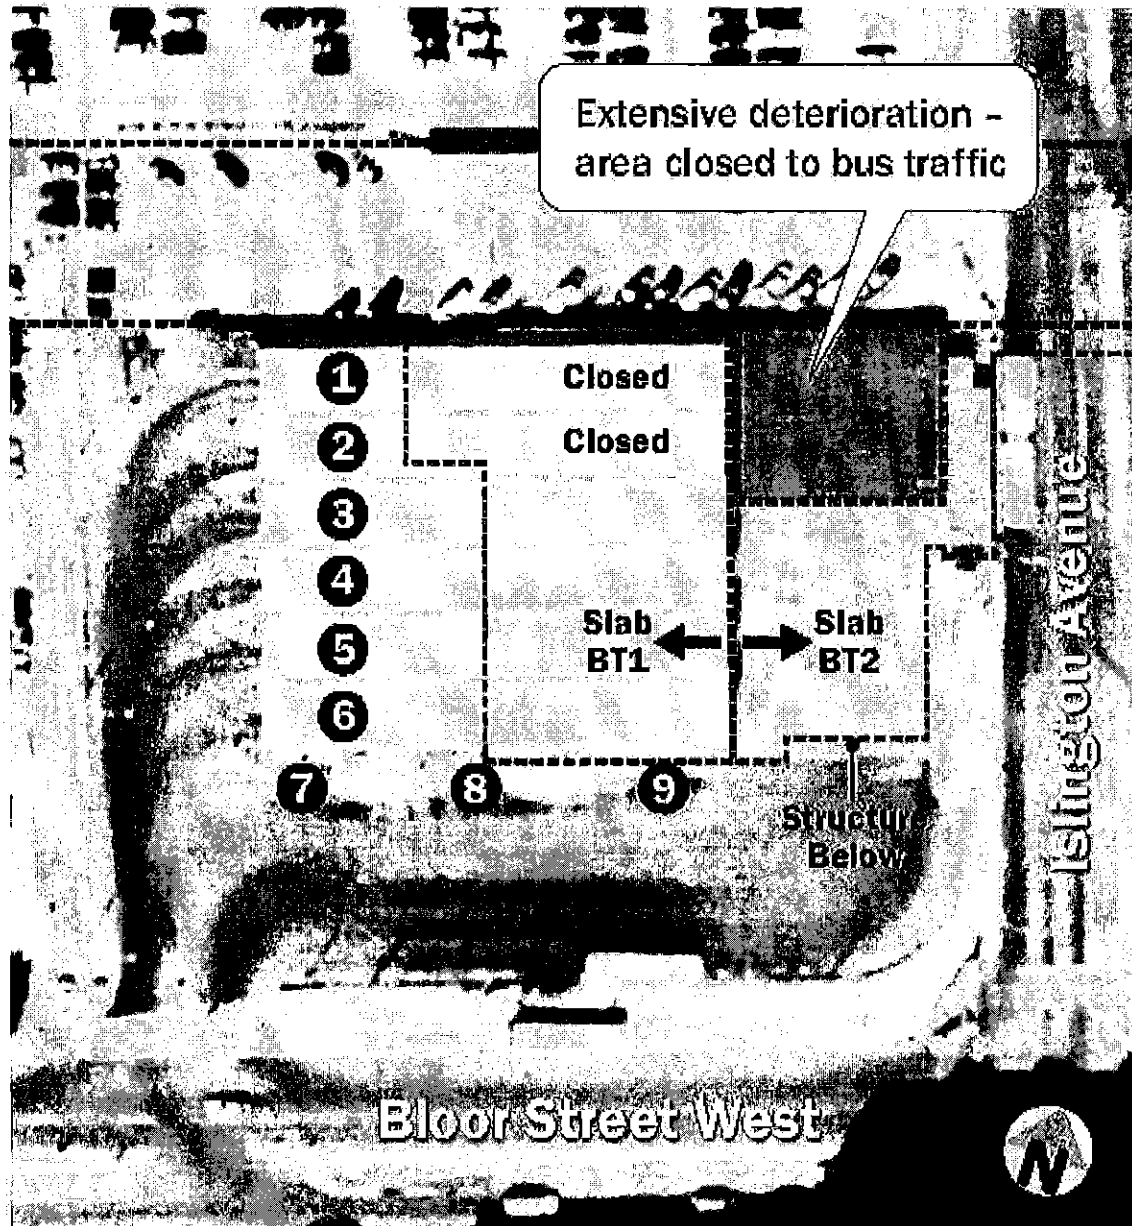 Extensive deterioration –
area closed to bus traffic
1
Closed
2
Closed
3
4
5
6
Slab
BT1
Slab
BT2
7
8
9
Structure
Below
Islington Avenue
Bloor Street West
N